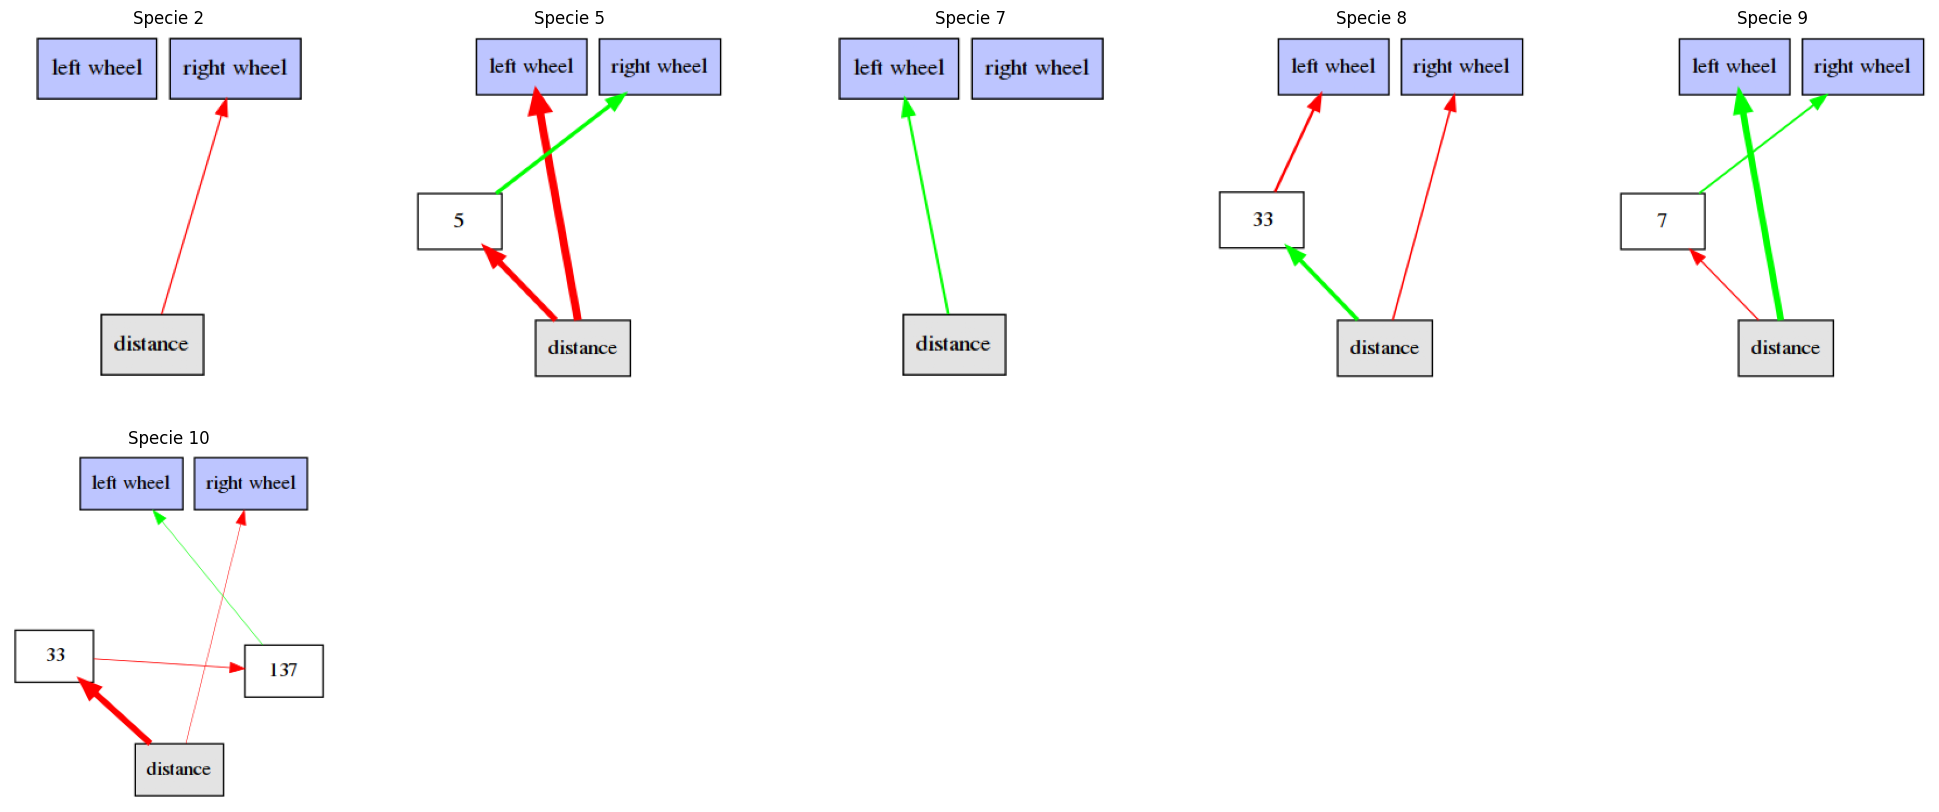 Specie 2
left wheel
right wheel
distance
Specie 5
left wheel
right wheel
5
distance
Specie 7
left wheel
right wheel
distance
Specie 8
left wheel
right wheel
33
distance
Specie 9
left wheel
right wheel
7
distance
Specie 10
left wheel
right wheel
33
137
distance